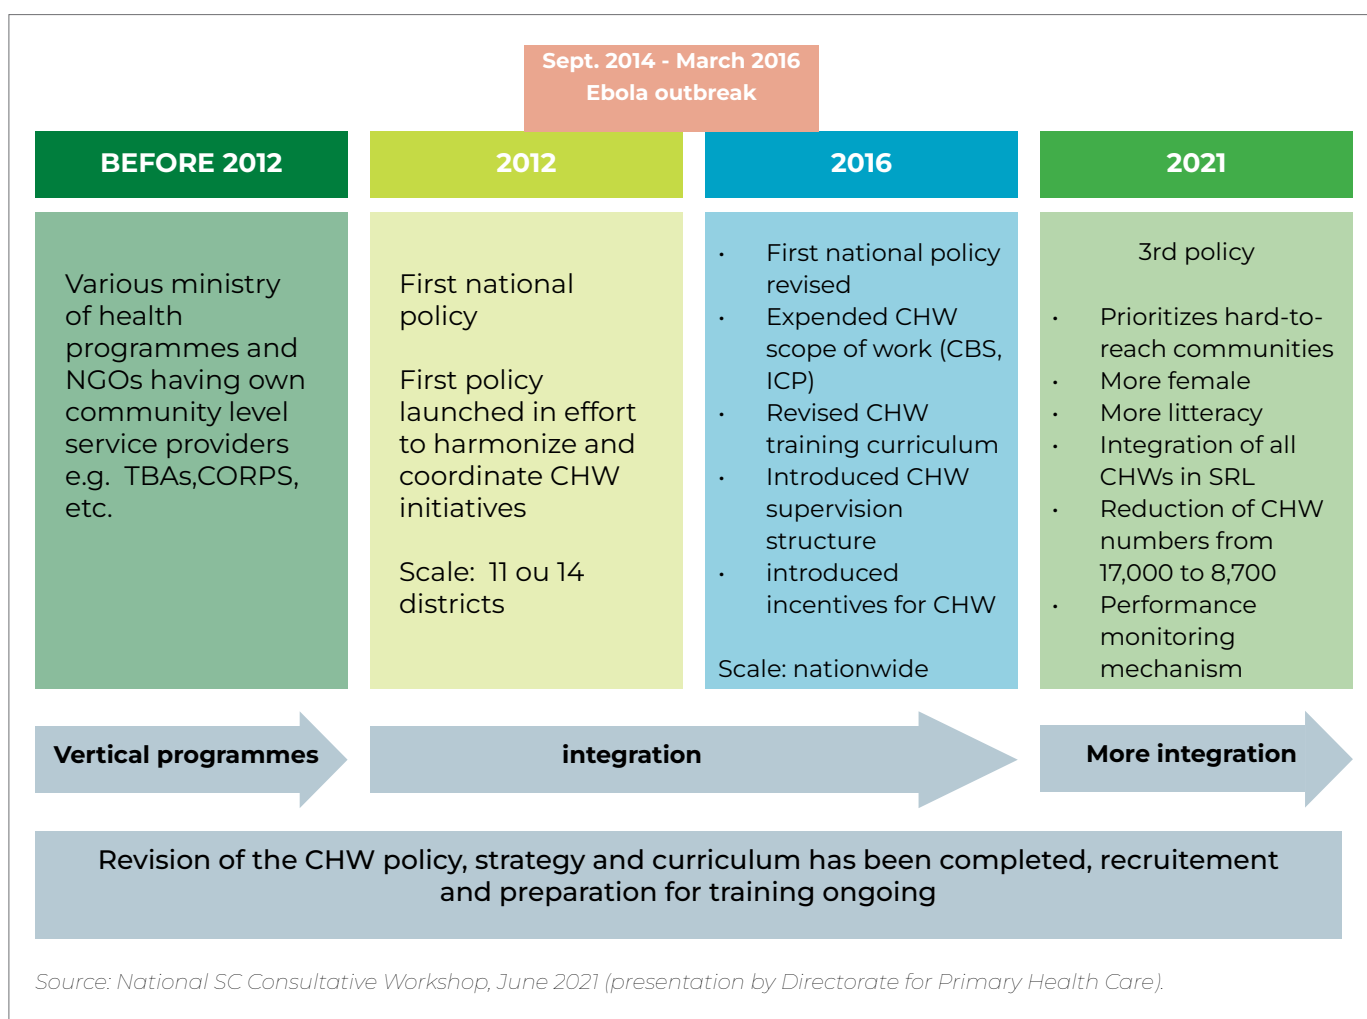 Sept. 2014 - March 2016
Ebola outbreak
BEFORE 2012
Various ministry
of health
programmes and
NGOs having own
community level
service providers
e.g. TBAs,CORPS,
etc.
2012
First national
policy
First policy
launched in effort
to harmonize and
coordinate CHW
initiatives
Scale: 11 ou 14
districts
2016
• First national policy
revised
• Expended CHW
scope of work (CBS,
ICP)
• Revised CHW
training curriculum
• Introduced CHW
supervision
structure
• introduced
incentives for CHW
Scale: nationwide
2021
3rd policy
• Prioritizes hard-to-
reach communities
• More female
• More litteracy
• Integration of all
CHWs in SRL
• Reduction of CHW
numbers from
17,000 to 8,700
• Performance
monitoring
mechanism
Vertical programmes
integration
More integration
Revision of the CHW policy, strategy and curriculum has been completed, recruitement
and preparation for training ongoing
Source: National SC Consultative Workshop, June 2021 (presentation by Directorate for Primary Health Care).